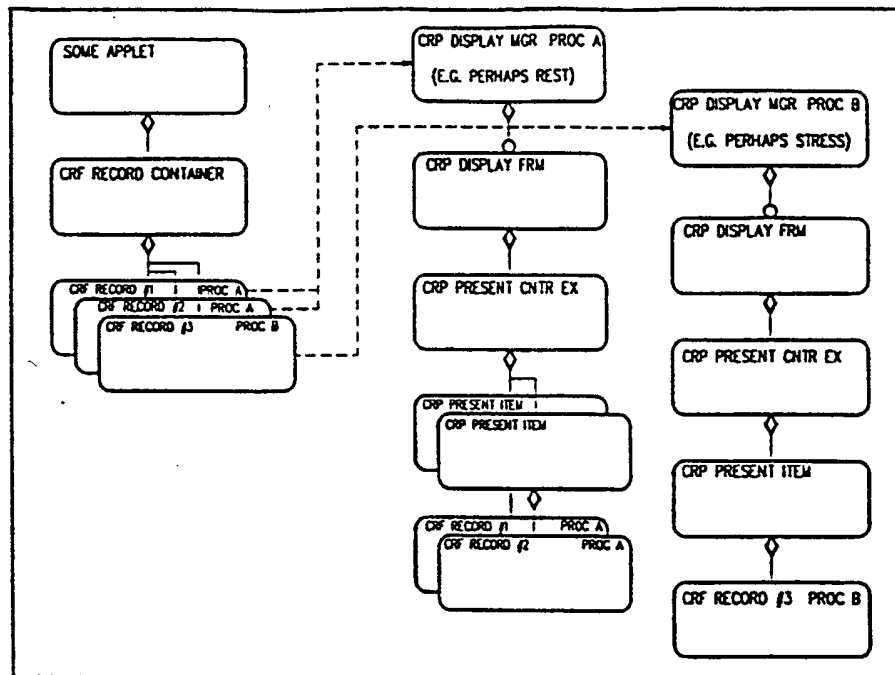 SOME APPLET
CRF RECORD CONTAINER
CRF RECORD #1 PROC A
CRF RECORD #2 PROC A
CRF RECORD #3 PROC B
CRP DISPLAY MGR PROC A
(E.G. PERHAPS REST)
CRP DISPLAY FRM
CRP PRESENT CNTR EX
CRP PRESENT ITEM
CRP PRESENT ITEM
CRF RECORD #1 PROC A
CRF RECORD #2 PROC A
CRP DISPLAY MGR PROC B
(E.G. PERHAPS STRESS)
CRP DISPLAY FRM
CRP PRESENT CNTR EX
CRP PRESENT ITEM
CRF RECORD #3 PROC B